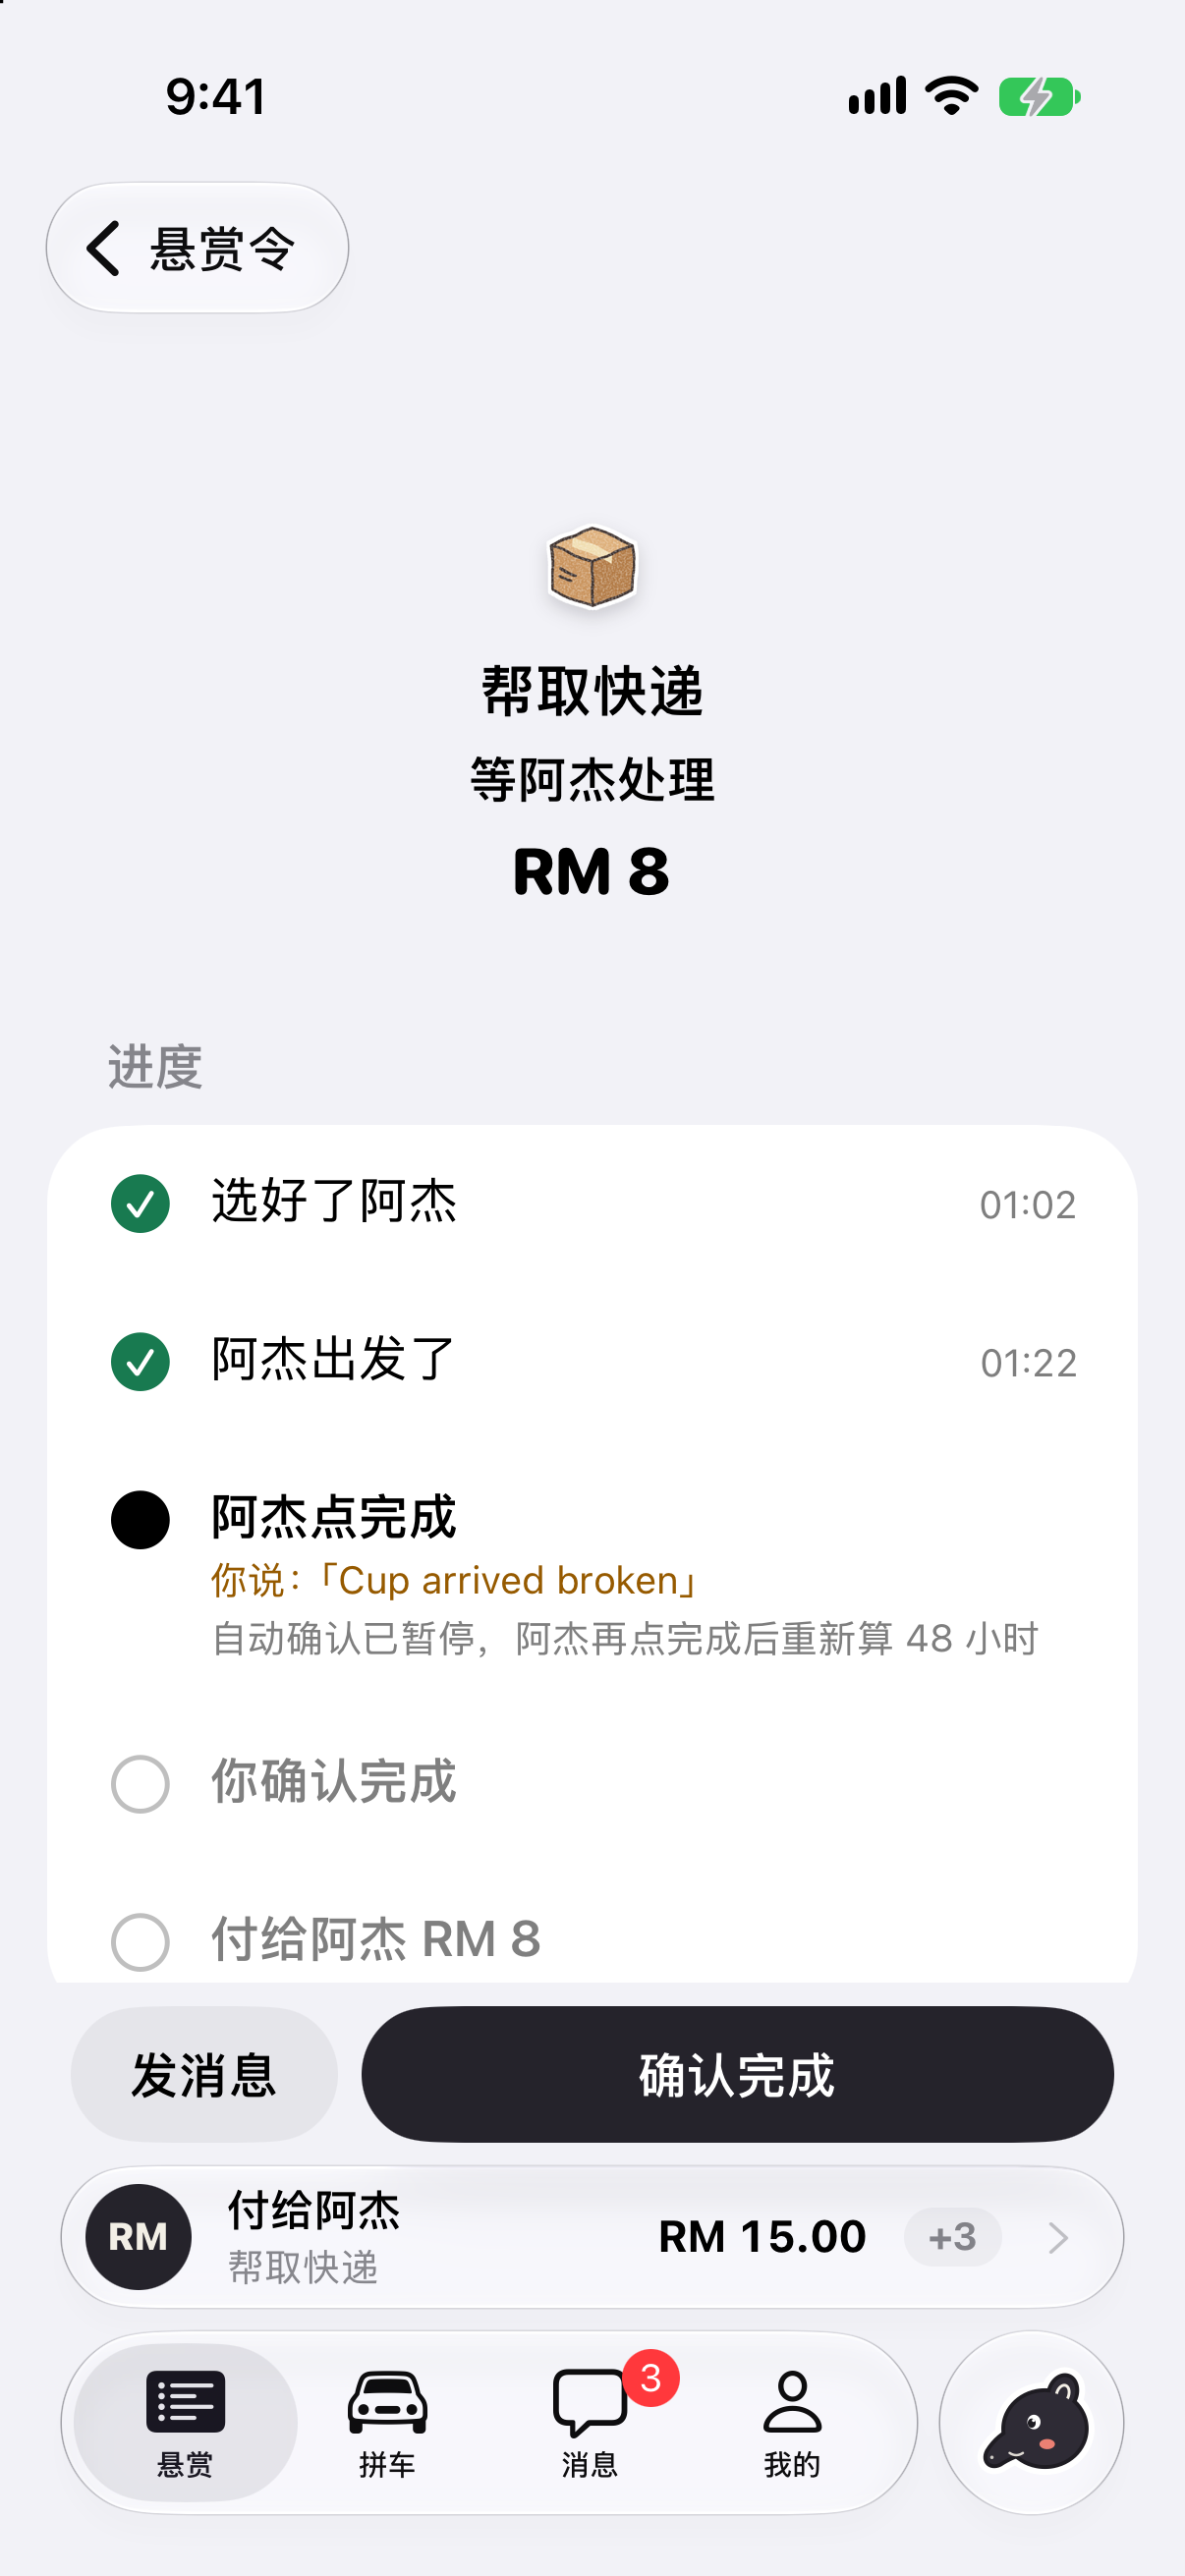 9:41
悬赏令
帮取快递
等阿杰处理
RM 8
进度
选好了阿杰 01:02
阿杰出发了 01:22
阿杰点完成
你说：「Cup arrived broken」
自动确认已暂停，阿杰再点完成后重新算 48 小时
你确认完成
付给阿杰 RM 8
发消息 确认完成
RM 付给阿杰 RM 15.00 +3
帮取快递
3
悬赏 拼车 消息 我的